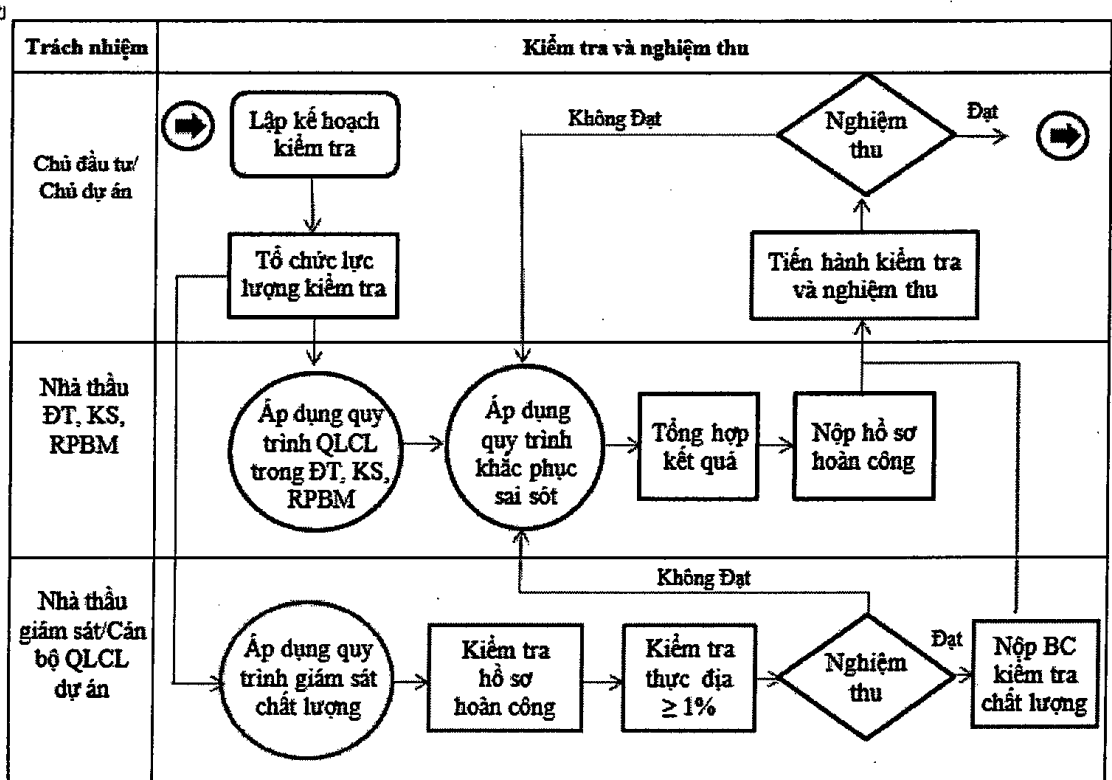 Trách nhiệm
Kiểm tra và nghiệm thu
Chủ đầu tư/
Chủ dự án
Lập kế hoạch
kiểm tra
Không Đạt
Nghiệm
thu
Đạt
Tổ chức lực
lượng kiểm tra
Tiến hành kiểm tra
và nghiệm thu
Nhà thầu
ĐT, KS,
RPBM
Áp dụng quy
trình QLCL
trong ĐT, KS,
RPBM
Áp dụng
quy trình
khắc phục
sai sót
Tổng hợp
kết quả
Nộp hồ sơ
hoàn công
Nhà thầu
giám sát/Cán
bộ QLCL
dự án
Áp dụng quy
trình giám sát
chất lượng
Kiểm tra
hồ sơ
hoàn công
Kiểm tra
thực địa
≥ 1%
Không Đạt
Nghiệm
thu
Đạt
Nộp BC
kiểm tra
chất lượng